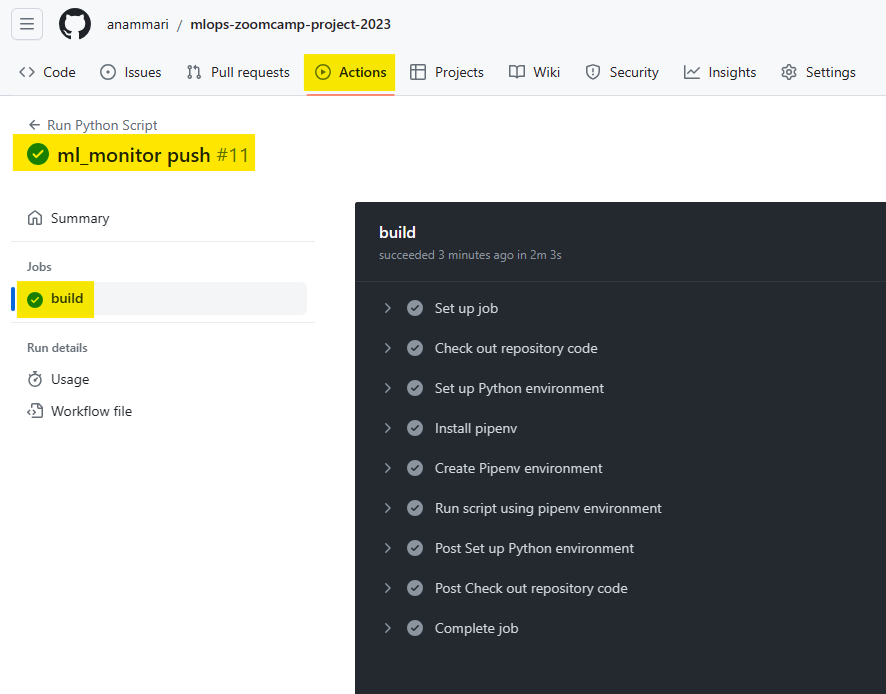 anammari / mlops-zoomcamp-project-2023
Code Issues Pull requests Actions Projects Wiki Security Insights Settings
Run Python Script
ml_monitor push #11
Summary
Jobs
build
Run details
Usage
Workflow file
build
succeeded 3 minutes ago in 2m 3s
Set up job
Check out repository code
Set up Python environment
Install pipenv
Create Pipenv environment
Run script using pipenv environment
Post Set up Python environment
Post Check out repository code
Complete job